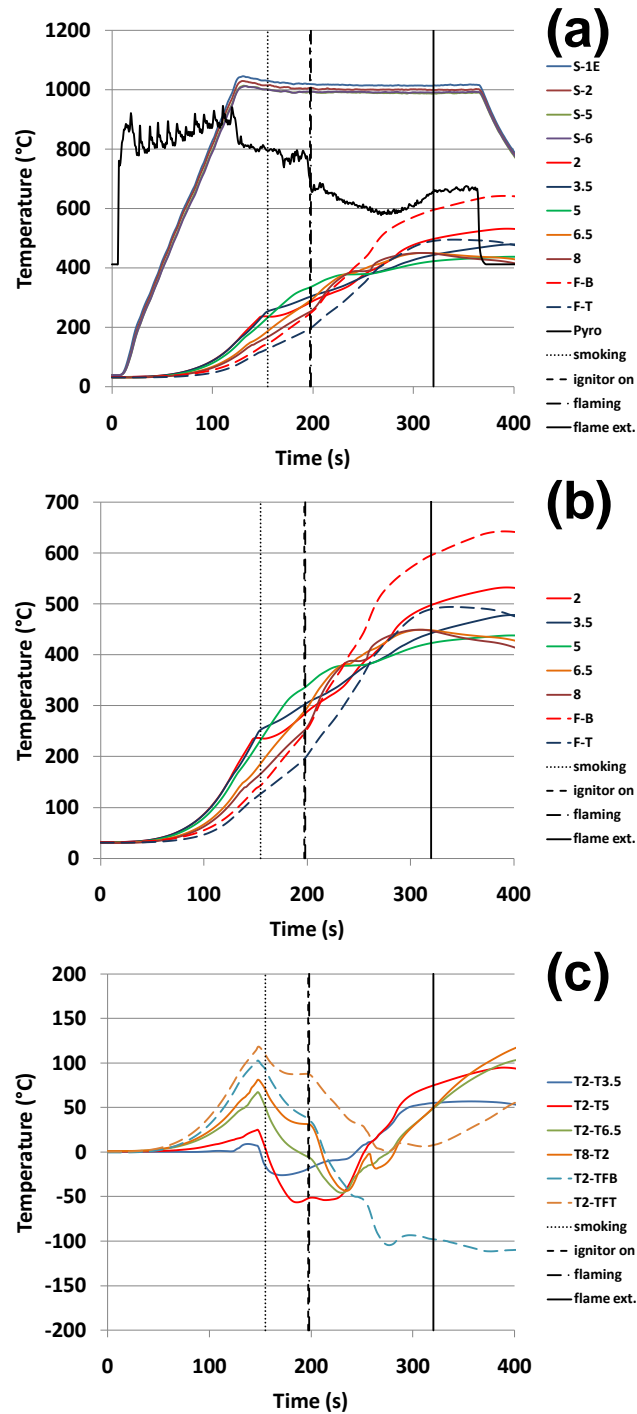 (a)
1200
1000
800
600
400
200
0
Temperature (°C)
0 100 200 300 400
Time (s)
S-1E
S-2
S-5
S-6
2
3.5
5
6.5
8
F-B
F-T
Pyro
smoking
ignitor on
flaming
flame ext.
(b)
700
600
500
400
300
200
100
0
Temperature (°C)
0 100 200 300 400
Time (s)
2
3.5
5
6.5
8
F-B
F-T
smoking
ignitor on
flaming
flame ext.
(c)
200
150
100
50
0
-50
-100
-150
-200
Temperature (°C)
0 100 200 300 400
Time (s)
T2-T3.5
T2-T5
T2-T6.5
T8-T2
T2-TFB
T2-TFT
smoking
ignitor on
flaming
flame ext.